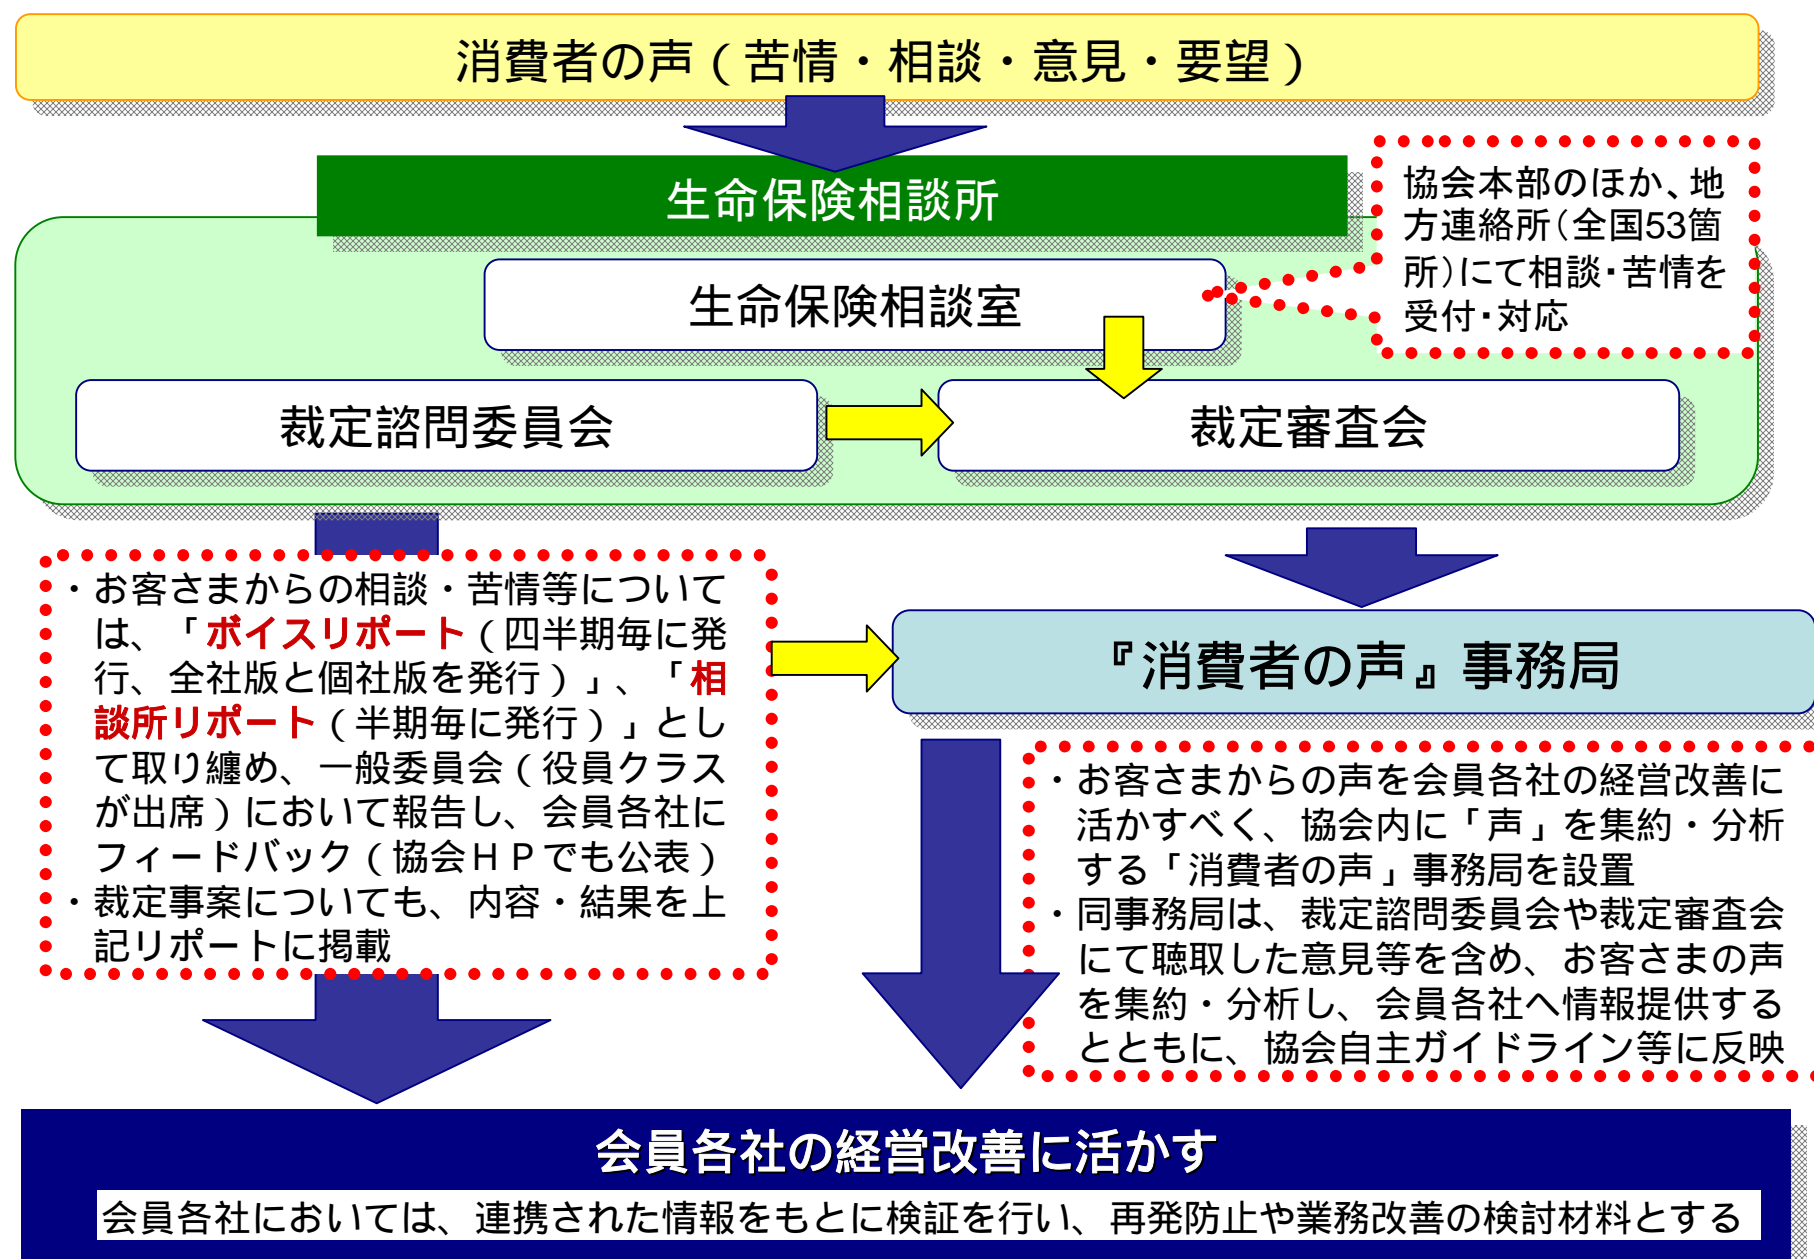 消費者の声（苦情・相談・意見・要望）
生命保険相談所
協会本部のほか、地
方連絡所（全国53箇
所）にて相談・苦情を
受付・対応
生命保険相談室
裁定諮問委員会
裁定審査会
・お客さまからの相談・苦情等について
は、「ボイスリポート（四半期毎に発
行、全社版と個社版を発行）」、「相
談所リポート（半期毎に発行）」とし
て取り纏め、一般委員会（役員クラス
が出席）において報告し、会員各社に
フィードバック（協会ＨＰでも公表）
・裁定事案についても、内容・結果を上
記リポートに掲載
『消費者の声』事務局
・お客さまからの声を会員各社の経営改善に
活かすべく、協会内に「声」を集約・分析
する「消費者の声」事務局を設置
・同事務局は、裁定諮問委員会や裁定審査会
にて聴取した意見等を含め、お客さまの声
を集約・分析し、会員各社へ情報提供する
とともに、協会自主ガイドライン等に反映
会員各社の経営改善に活かす
会員各社においては、連携された情報をもとに検証を行い、再発防止や業務改善の検討材料とする